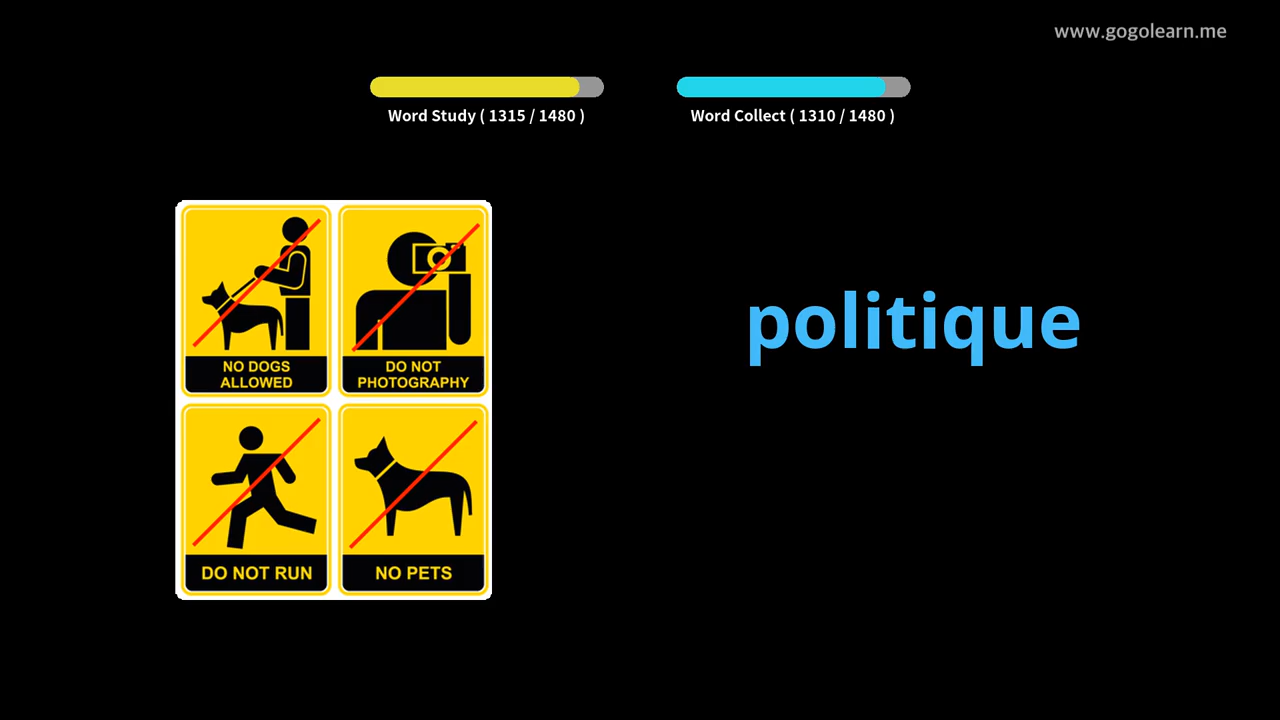 www.gogolearn.me
Word Study ( 1315 / 1480 )
Word Collect ( 1310 / 1480 )
NO DOGS
ALLOWED
DO NOT
PHOTOGRAPHY
DO NOT RUN
NO PETS
politique